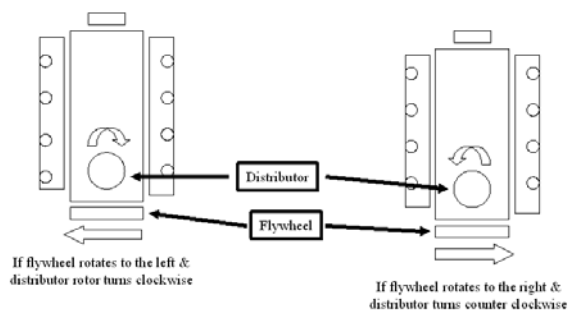 Distributor
Flywheel
If flywheel rotates to the left &
distributor rotor turns clockwise
If flywheel rotates to the right &
distributor turns counter clockwise